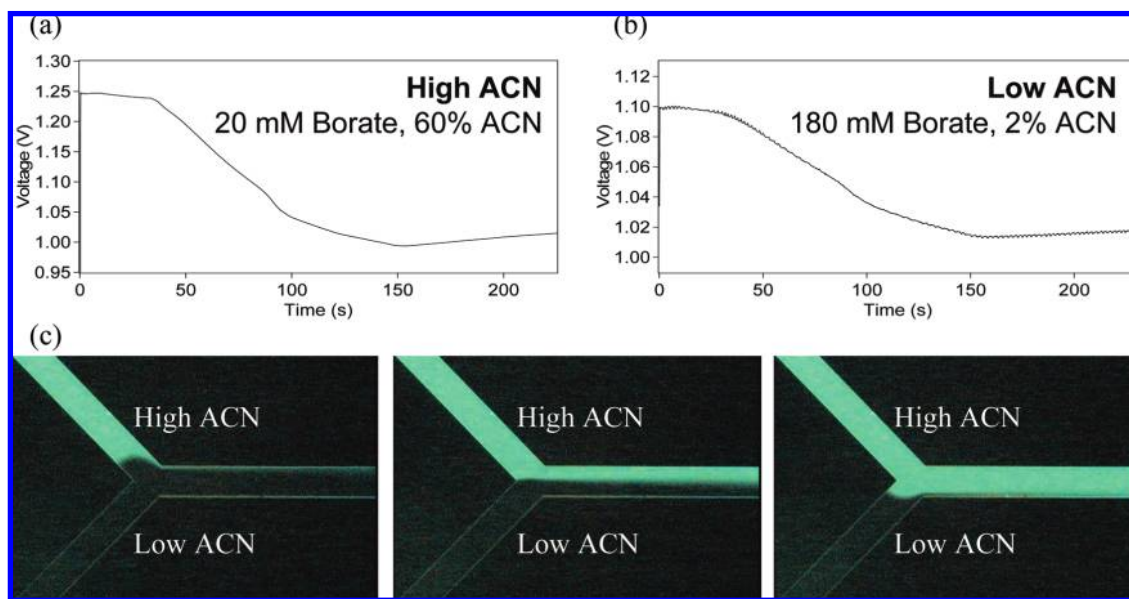 (a)
High ACN
20 mM Borate, 60% ACN
Voltage (V)
1.30
1.25
1.20
1.15
1.10
1.05
1.00
0.95
0
50
100
150
200
Time (s)
(b)
Low ACN
180 mM Borate, 2% ACN
Voltage (V)
1.12
1.10
1.08
1.06
1.04
1.02
1.00
0
50
100
150
200
Time (s)
(c)
High ACN
Low ACN
High ACN
Low ACN
High ACN
Low ACN